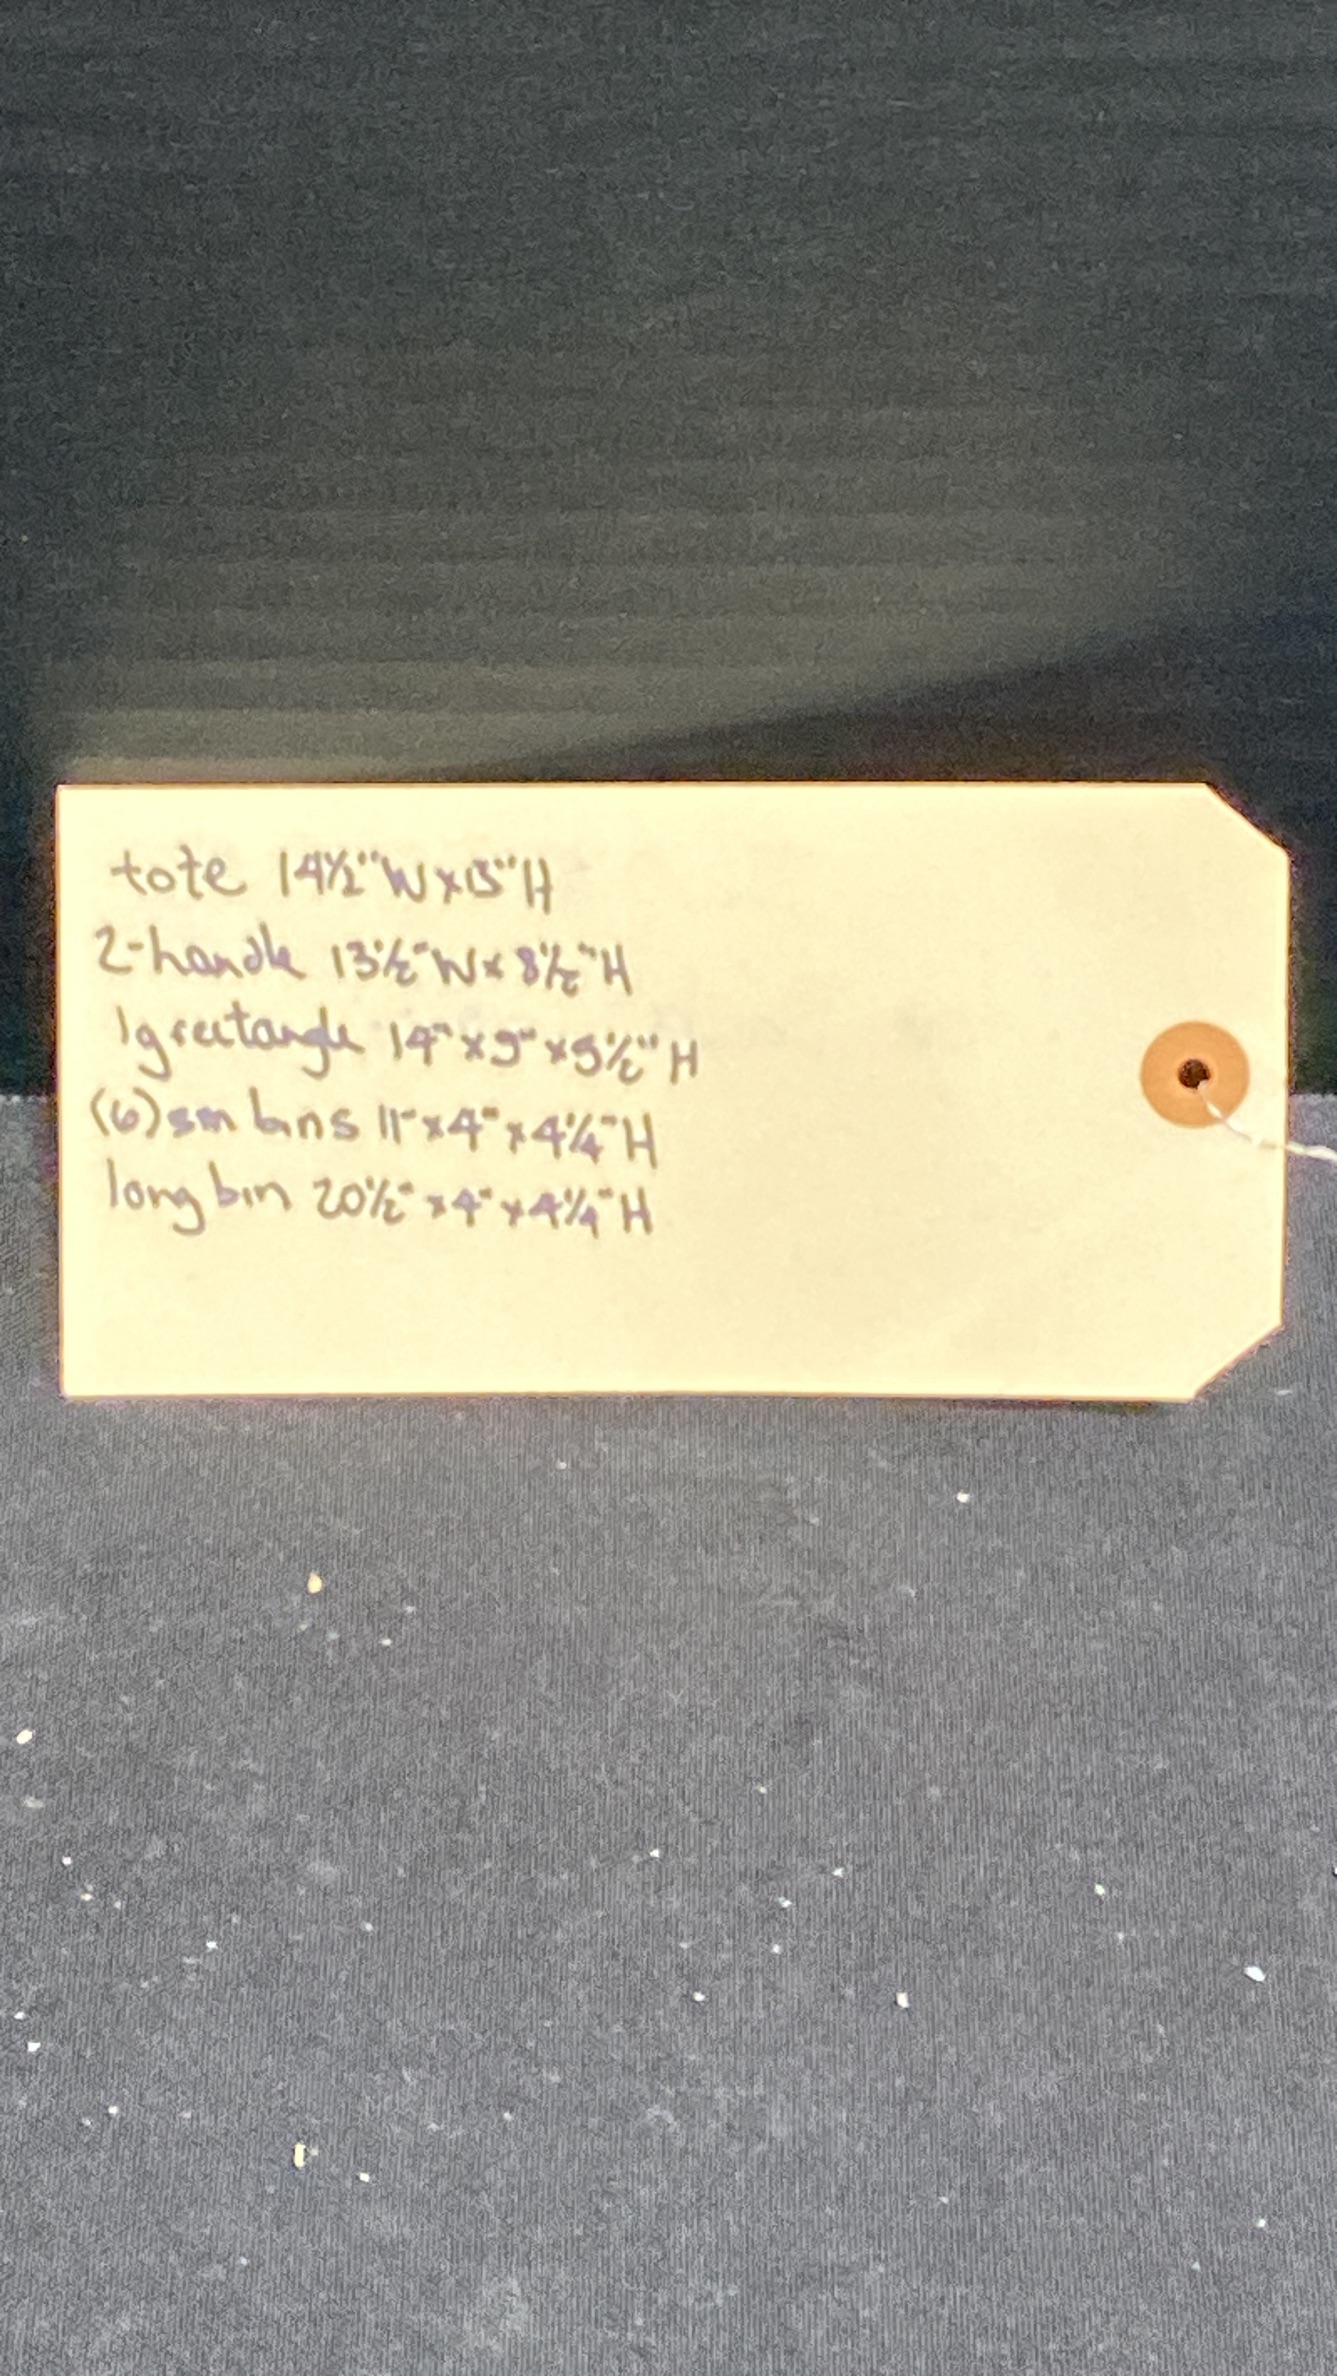 tote 14½" W x 15" H
2-handle 13½" W x 8½" H
lg rectangle 14" x 9" x 5½" H
(6) sm bins 11" x 4" x 4¼" H
long bin 20½" x 4" x 4¼" H